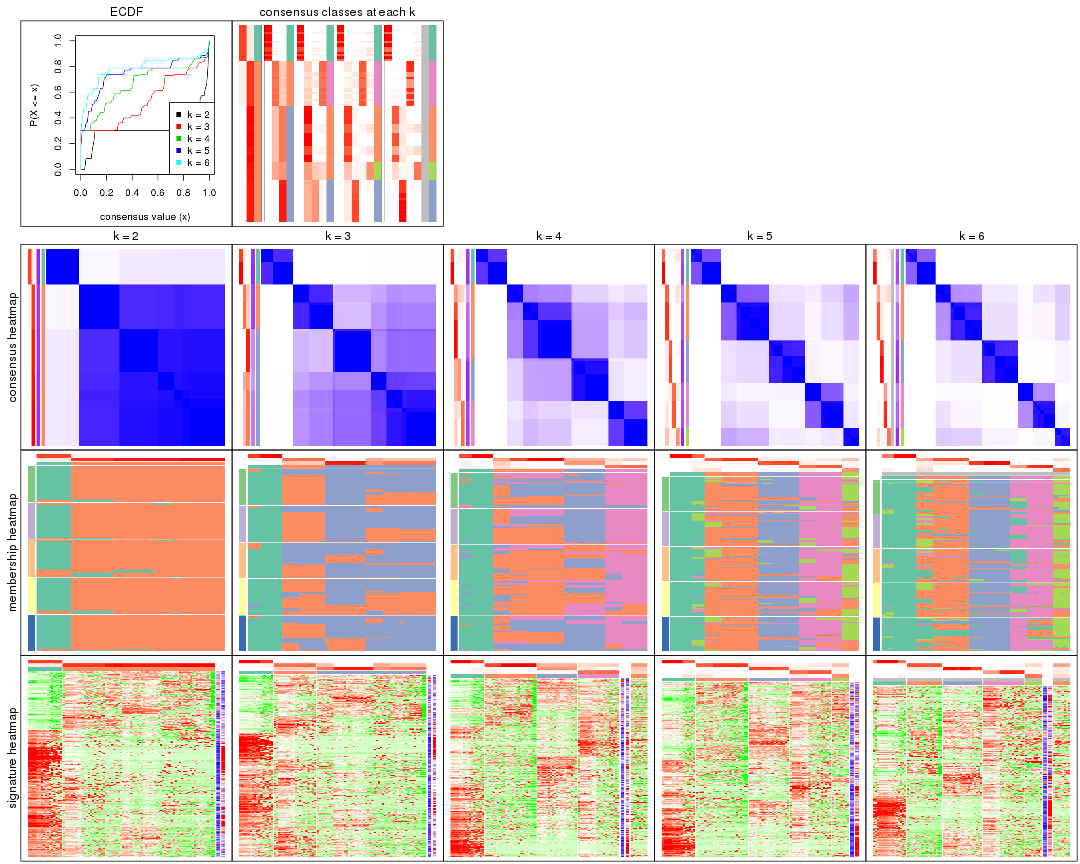 ECDF
consensus classes at each k
P(X <= x)
1.0
0.8
0.6
0.4
0.2
0.0
k = 2
k = 3
k = 4
k = 5
k = 6
0.0 0.2 0.4 0.6 0.8 1.0
consensus value (x)
k = 2 k = 3 k = 4 k = 5 k = 6
consensus heatmap
membership heatmap
signature heatmap